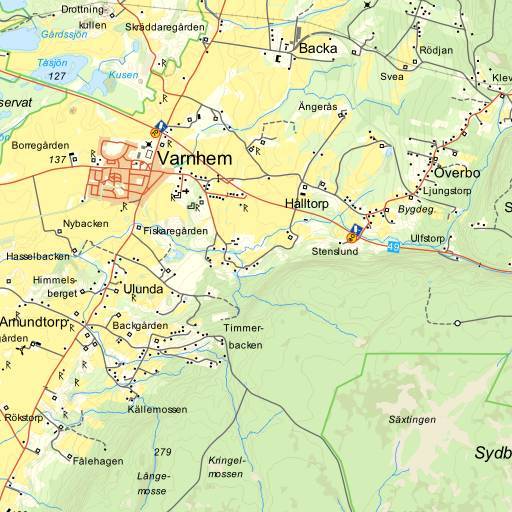 Drottning-
kullen
Skräddaregården
Gårdssjön
Tåsjön
127
Kusen
Backa
Rödjan
Svea
Klev
servat
Ängerås
Borregården
137
Varnhem
Överbo
Ljungstorp
Hålltorp
Bygdeg.
S
Nybacken
Fiskaregården
Stenslund
49
Ulfstorp
Hasselbacken
Himmels-
berget
Ulunda
Amundtorp
gården
Backgården
Timmer-
backen
Källemossen
Rökstorp
Säxtingen
Fålehagen
279
Kringel-
mossen
Långe-
mosse
Sydb